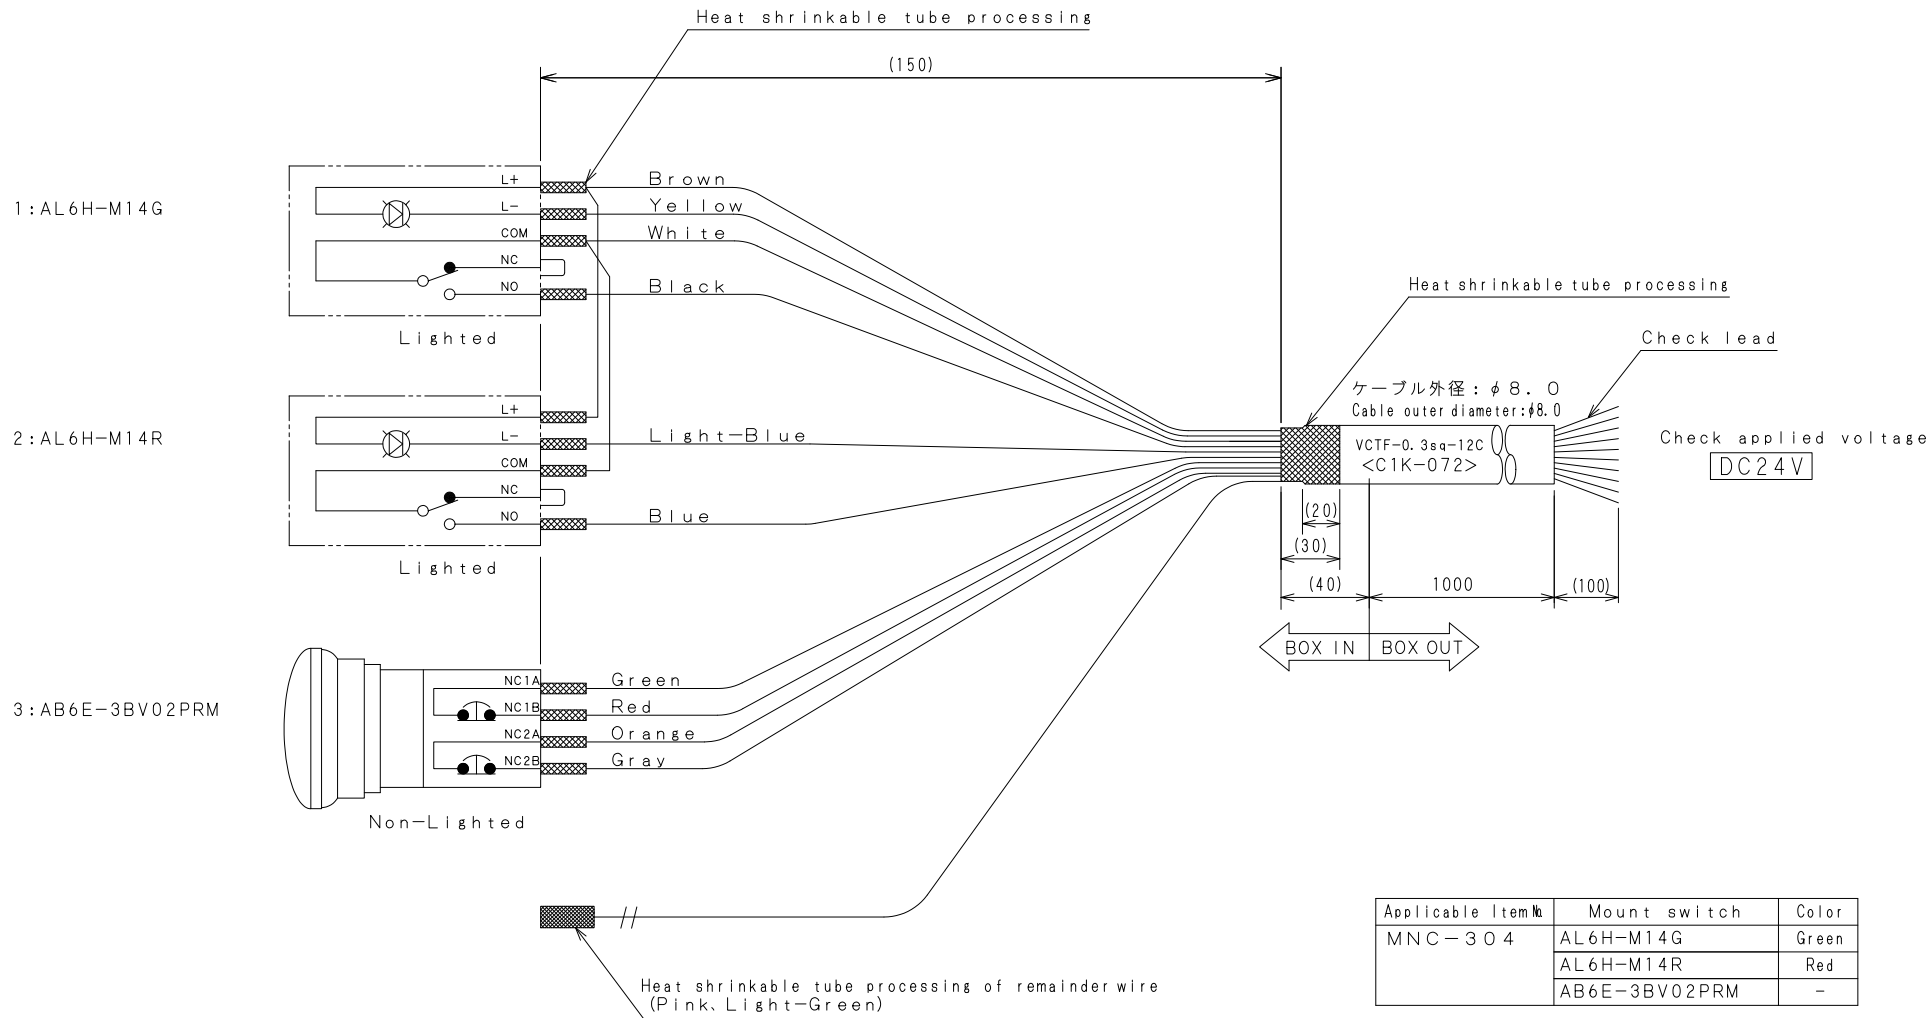 Heat shrinkable tube processing
(150)
1:AL6H-M14G
L+
L-
COM
NC
NO
Brown
Yellow
White
Black
Lighted
Heat shrinkable tube processing
Check lead
2:AL6H-M14R
L+
L-
COM
NC
NO
Light-Blue
Blue
Lighted
ケーブル外径:φ8.0
Cable outer diameter:φ8.0
VCTF-0.3sq-12C
<C1K-072>
Check applied voltage
DC24V
(20)
(30)
(40)
1000
(100)
BOX IN
BOX OUT
3:AB6E-3BV02PRM
NC1A
NC1B
NC2A
NC2B
Green
Red
Orange
Gray
Non-Lighted
Heat shrinkable tube processing of remainder wire
(Pink、Light-Green)
Applicable Item№ Mount switch Color
MNC-304 AL6H-M14G Green
AL6H-M14R Red
AB6E-3BV02PRM -